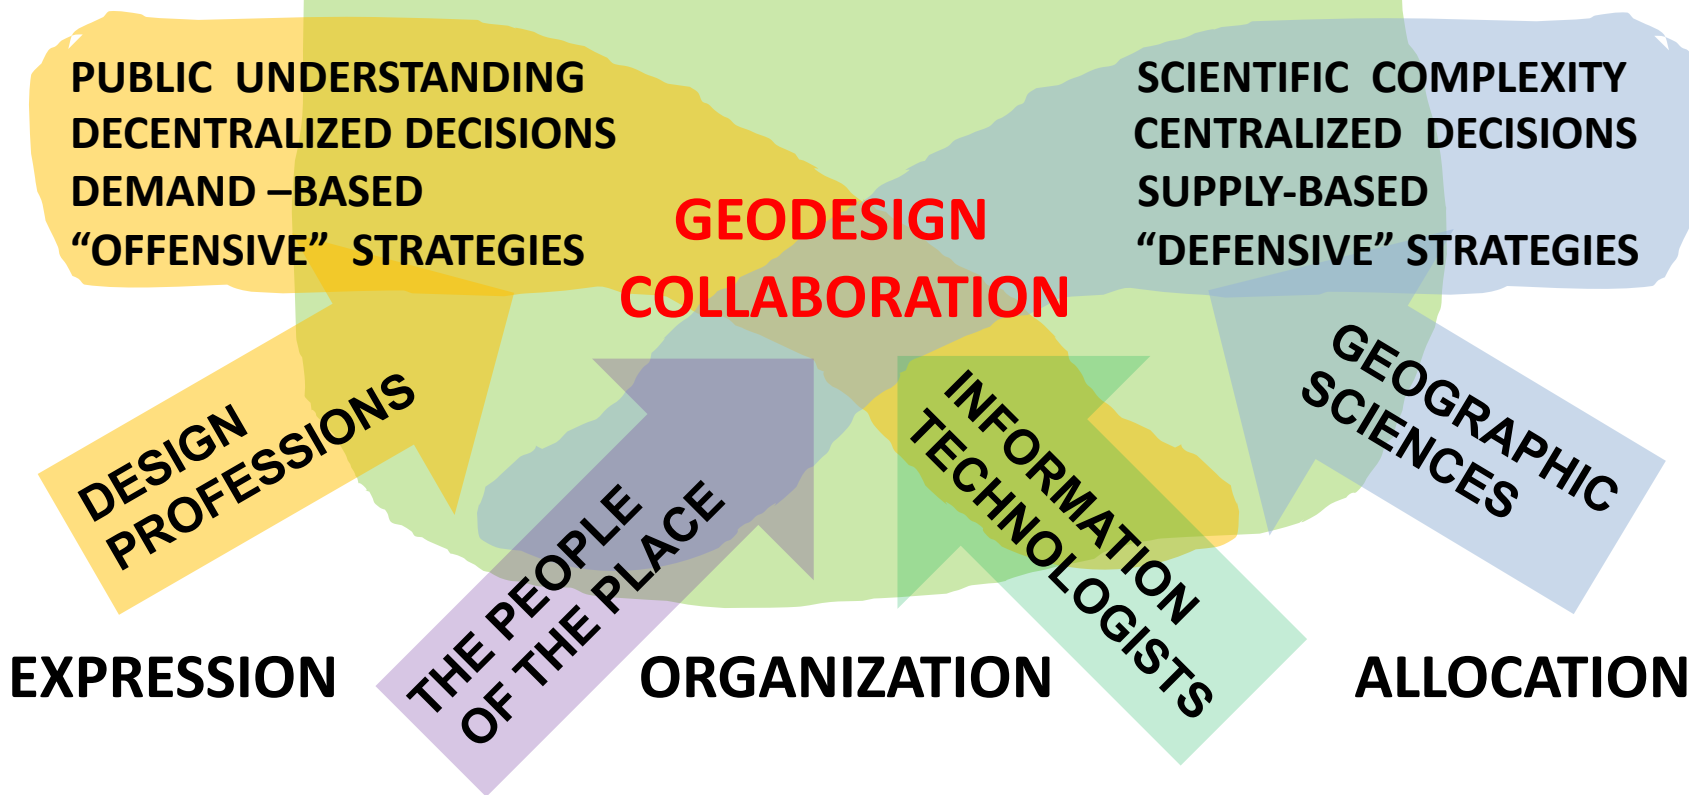 PUBLIC UNDERSTANDING
DECENTRALIZED DECISIONS
DEMAND –BASED
“OFFENSIVE” STRATEGIES
SCIENTIFIC COMPLEXITY
CENTRALIZED DECISIONS
SUPPLY-BASED
“DEFENSIVE” STRATEGIES
GEODESIGN
COLLABORATION
DESIGN
PROFESSIONS
THE PEOPLE
OF THE PLACE
INFORMATION
TECHNOLOGISTS
GEOGRAPHIC
SCIENCES
EXPRESSION
ORGANIZATION
ALLOCATION